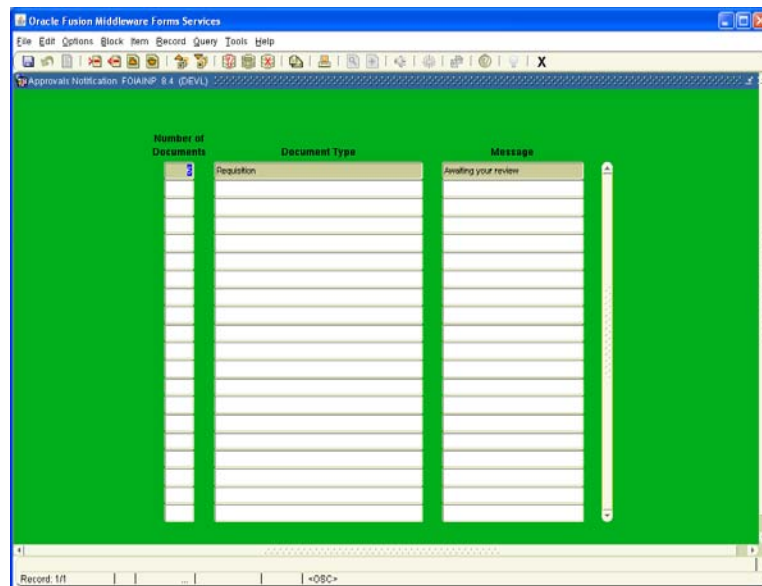 Oracle Fusion Middleware Forms Services
File Edit Options Block Item Record Query Tools Help
X
Approvals Notification FOIAINP 8.4 (DEVL)
Number of
Documents Document Type Message
2 Requisition Awaiting your review
Record: 1/1 ... <OSC>